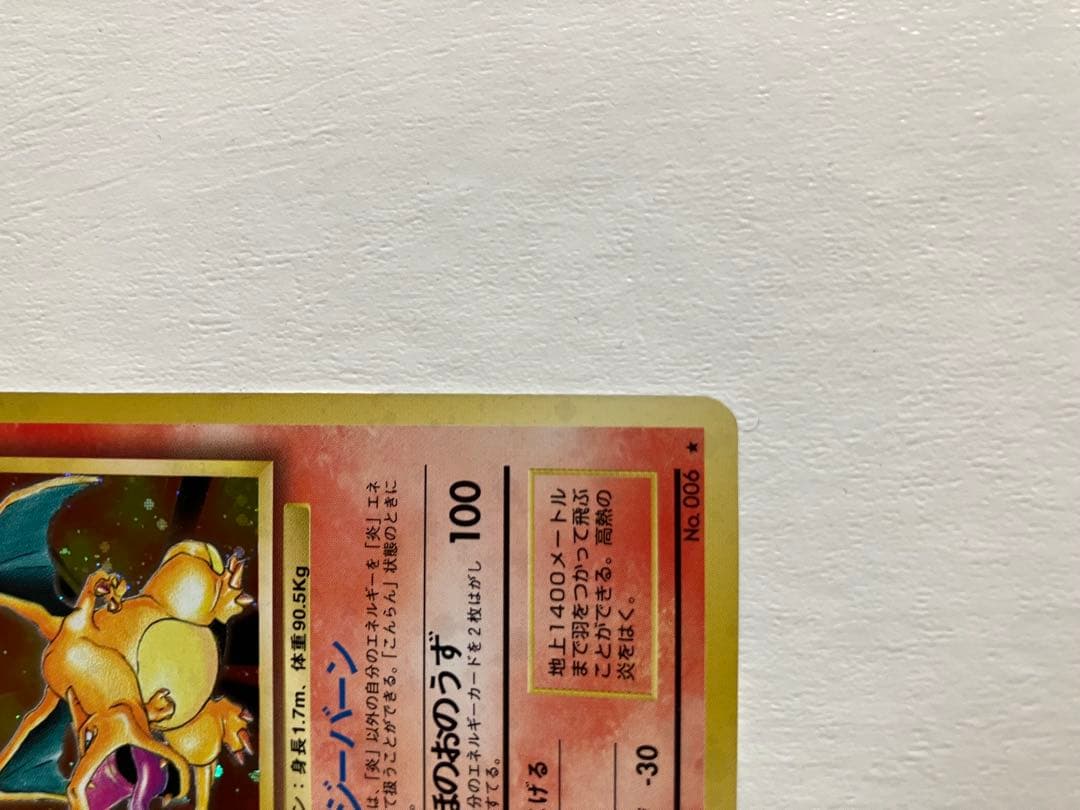 ン:身長1.7m、体重90.5Kg
ジーバーン
は、「炎」以外の自分のエネルギーを「炎」エネ
て扱うことができる。「こんらん」状態のときに
ほのおのうず 100
分のエネルギーカードを2枚はがし
すてる。
げる
-30
地上1400メートル
まで羽をつかって飛ぶ
ことができる。高熱の
炎をはく。
No. 006 ★